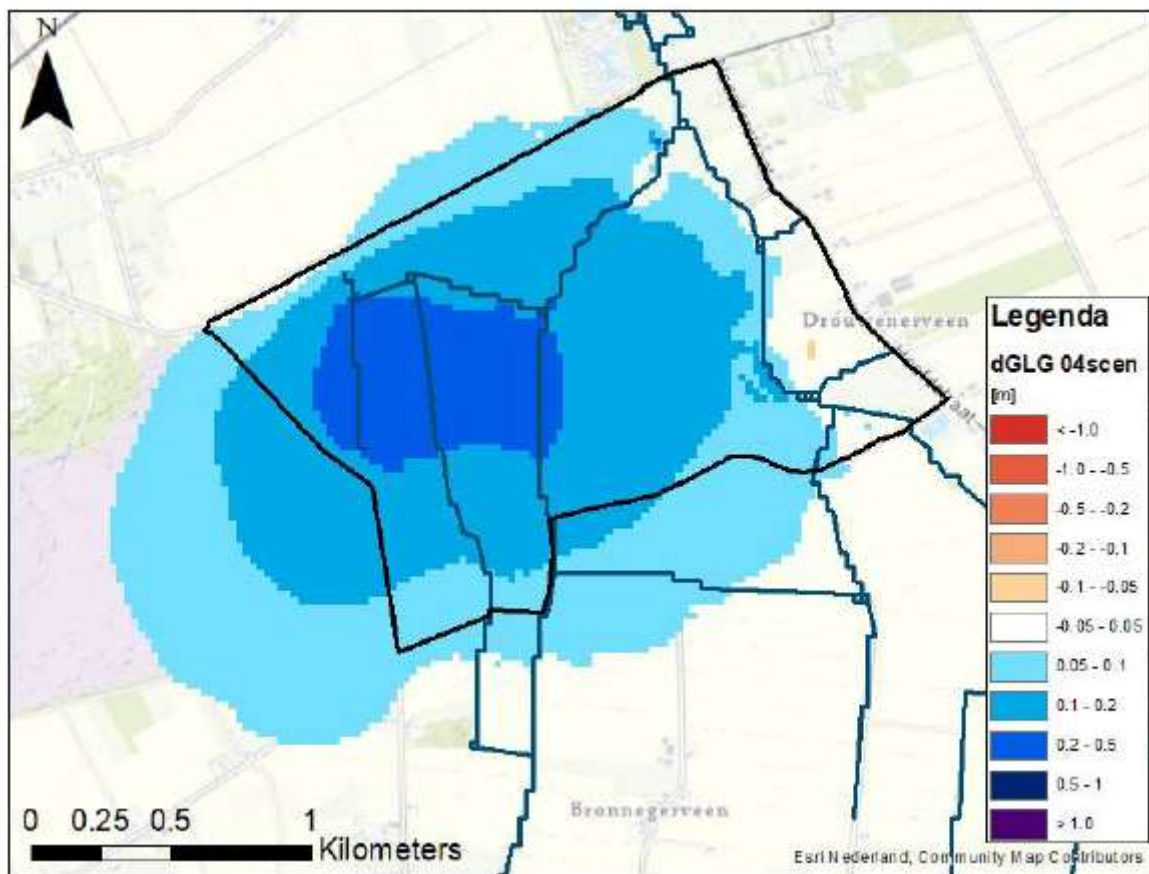 N
Drouwenerveen
Legenda
dGLG 04scen
[m]
< -1.0
-1.0 - -0.5
-0.5 - -0.2
-0.2 - -0.1
-0.1 - -0.05
-0.05 - 0.05
0.05 - 0.1
0.1 - 0.2
0.2 - 0.5
0.5 - 1
> 1.0
Bronnegerveen
0 0.25 0.5 1
Kilometers
Esri Nederland, Community Map Contributors